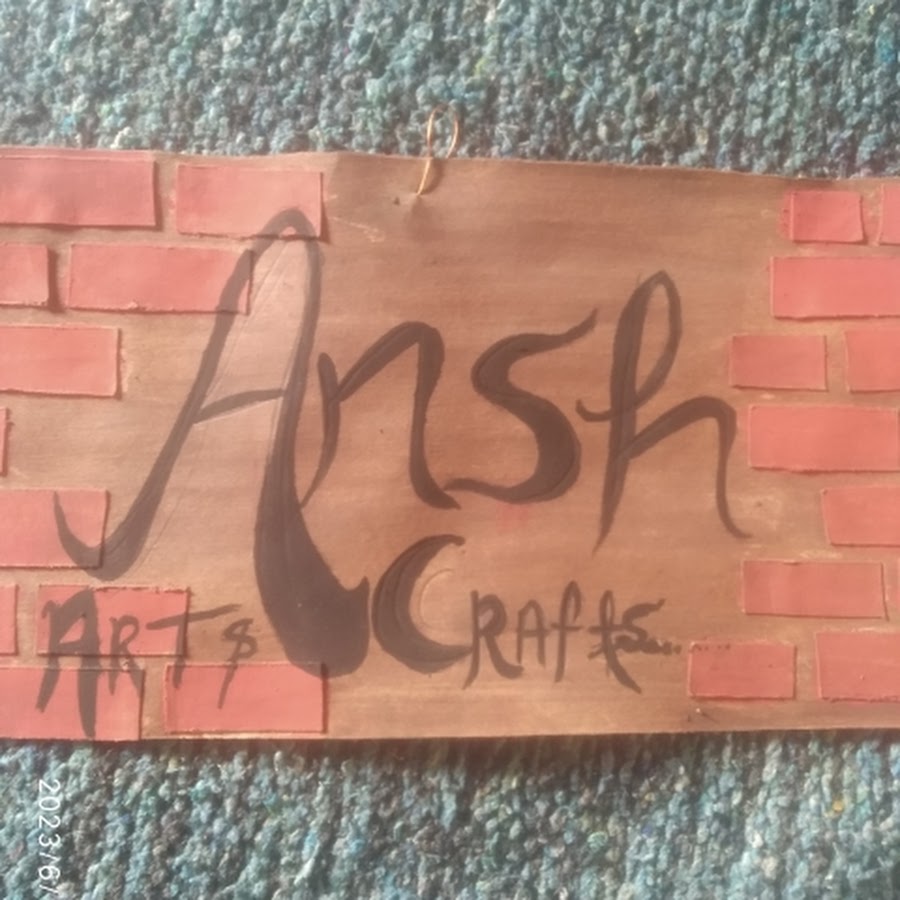 Ansh
ARTS CRAfts......
2023/6/